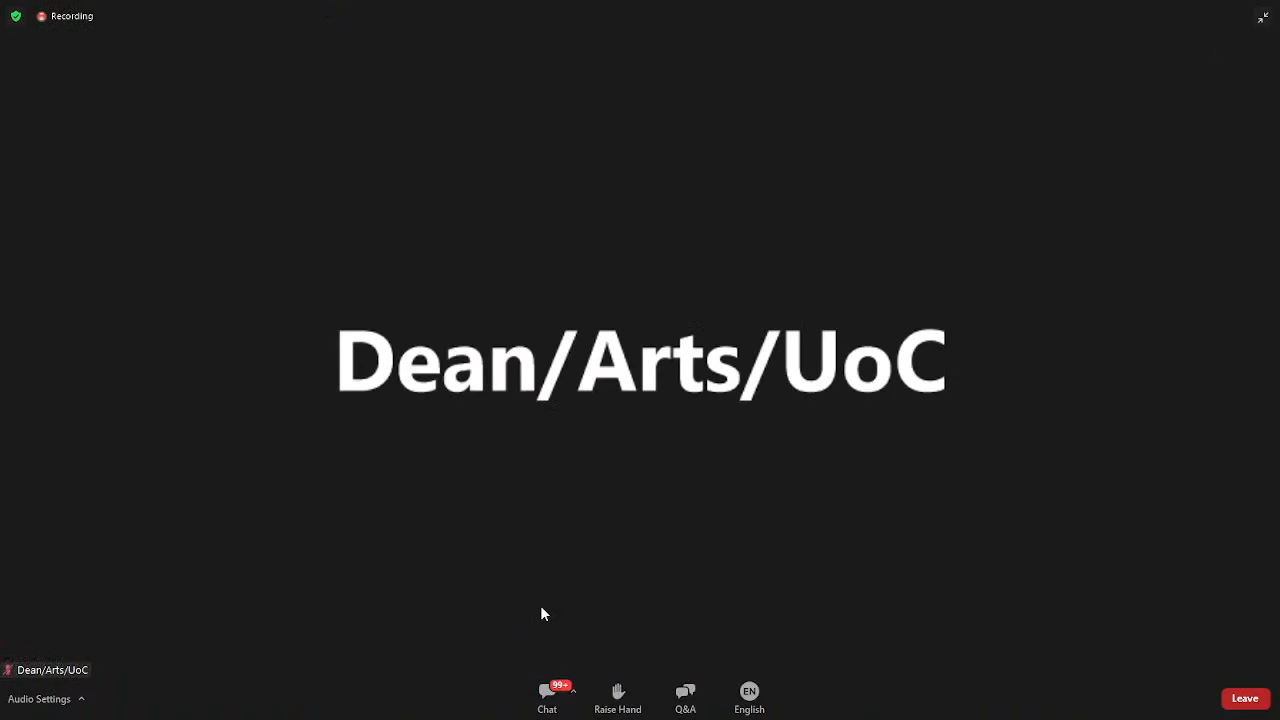 Recording
Dean/Arts/UoC
Dean/Arts/UoC
Audio Settings
99+
Chat
Raise Hand
Q&A
EN
English
Leave